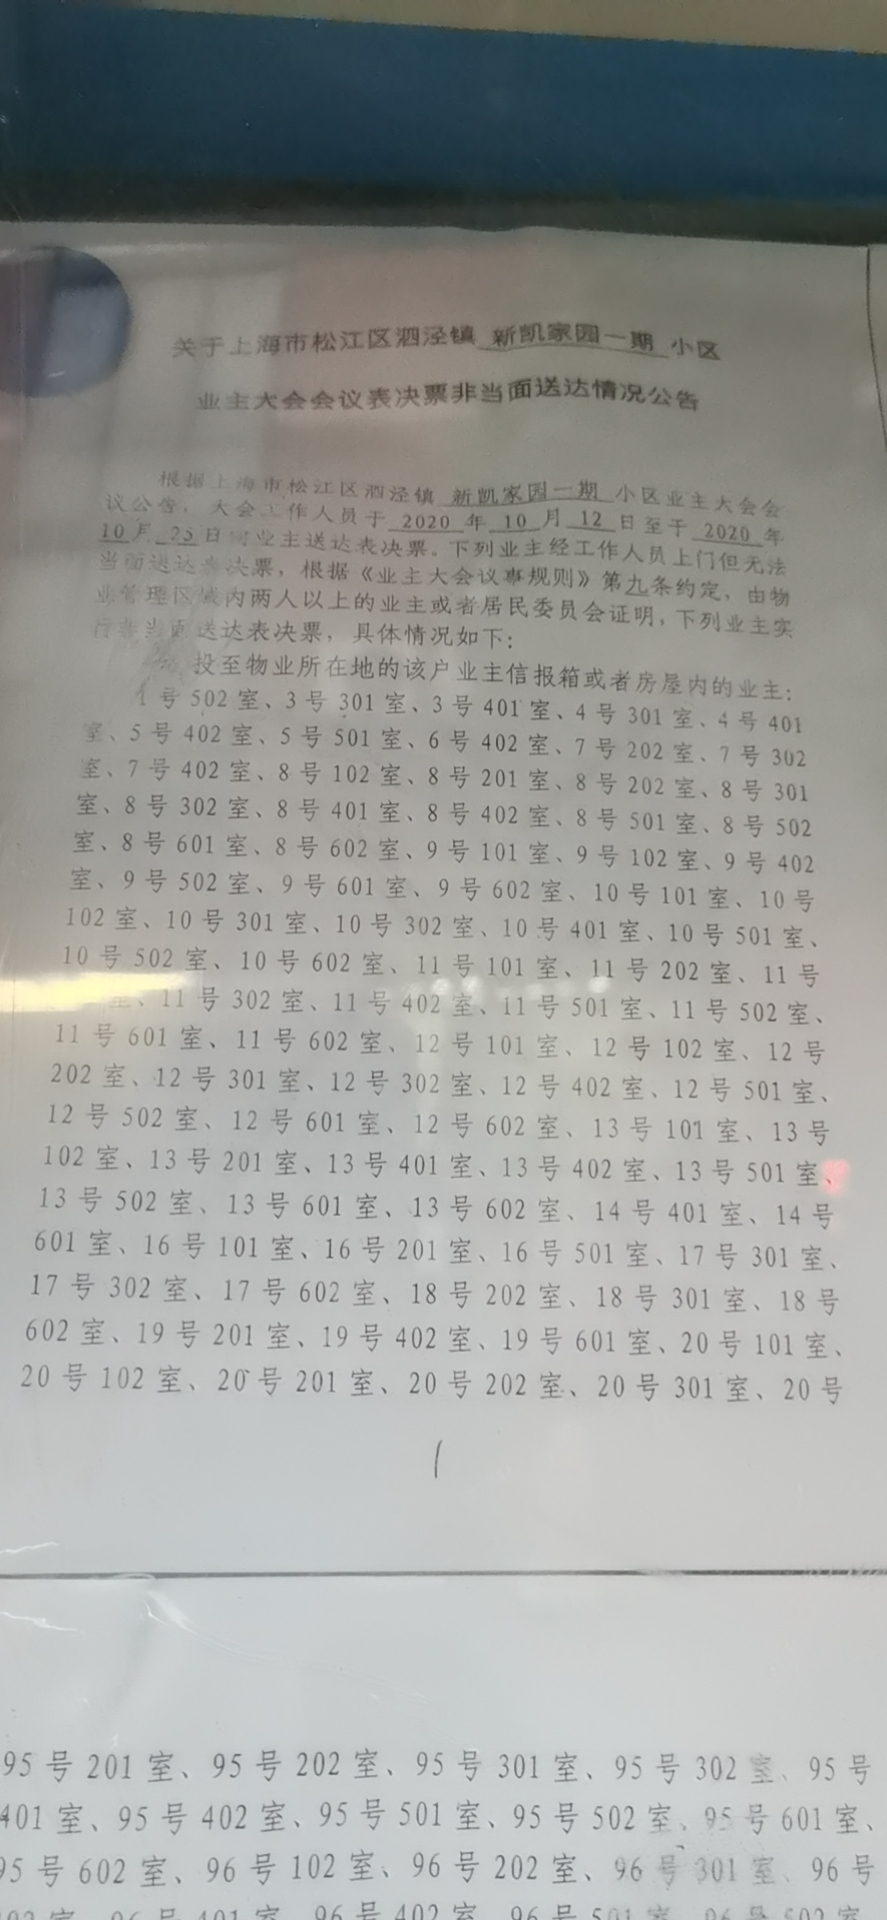 关于上海市松江区泗泾镇 新凯家园一期 小区
业主大会会议表决票非当面送达情况公告
根据上海市松江区泗泾镇 新凯家园一期 小区业主大会会
议公告，大会工作人员于 2020 年 10 月 12 日至于 2020 年
10 月 25 日向业主送达表决票。下列业主经工作人员上门但无法
当面送达表决票，根据《业主大会议事规则》第九条约定，由物
业管理区域内两人以上的业主或者居民委员会证明，下列业主实
行非当面送达表决票，具体情况如下：
投至物业所在地的该户业主信报箱或者房屋内的业主：
1 号 502 室、3 号 301 室、3 号 401 室、4 号 301 室、4 号 401
室、5 号 402 室、5 号 501 室、6 号 402 室、7 号 202 室、7 号 302
室、7 号 402 室、8 号 102 室、8 号 201 室、8 号 202 室、8 号 301
室、8 号 302 室、8 号 401 室、8 号 402 室、8 号 501 室、8 号 502
室、8 号 601 室、8 号 602 室、9 号 101 室、9 号 102 室、9 号 402
室、9 号 502 室、9 号 601 室、9 号 602 室、10 号 101 室、10 号
102 室、10 号 301 室、10 号 302 室、10 号 401 室、10 号 501 室、
10 号 502 室、10 号 602 室、11 号 101 室、11 号 202 室、11 号
室、11 号 302 室、11 号 402 室、11 号 501 室、11 号 502 室、
11 号 601 室、11 号 602 室、12 号 101 室、12 号 102 室、12 号
202 室、12 号 301 室、12 号 302 室、12 号 402 室、12 号 501 室、
12 号 502 室、12 号 601 室、12 号 602 室、13 号 101 室、13 号
102 室、13 号 201 室、13 号 401 室、13 号 402 室、13 号 501 室、
13 号 502 室、13 号 601 室、13 号 602 室、14 号 401 室、14 号
601 室、16 号 101 室、16 号 201 室、16 号 501 室、17 号 301 室、
17 号 302 室、17 号 602 室、18 号 202 室、18 号 301 室、18 号
602 室、19 号 201 室、19 号 402 室、19 号 601 室、20 号 101 室、
20 号 102 室、20 号 201 室、20 号 202 室、20 号 301 室、20 号
1
95 号 201 室、95 号 202 室、95 号 301 室、95 号 302 室、95 号
401 室、95 号 402 室、95 号 501 室、95 号 502 室、95 号 601 室、
95 号 602 室、96 号 102 室、96 号 202 室、96 号 301 室、96 号
室、96 号 401 室、96 号 402 室、96 号 501 室、96 号 502 室